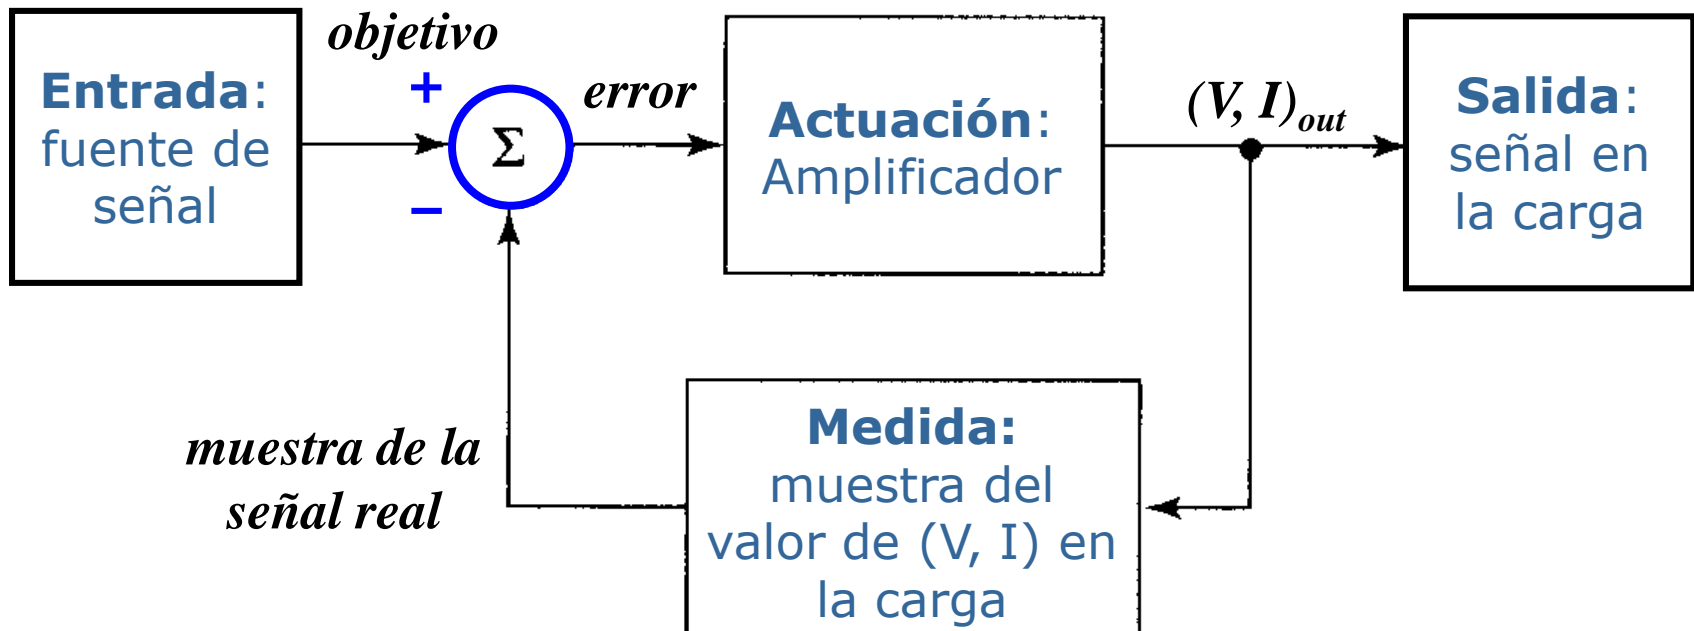 Entrada:
fuente de
señal
objetivo
+
−
Σ
error
Actuación:
Amplificador
(V, I)out
Salida:
señal en
la carga
muestra de la
señal real
Medida:
muestra del
valor de (V, I) en
la carga